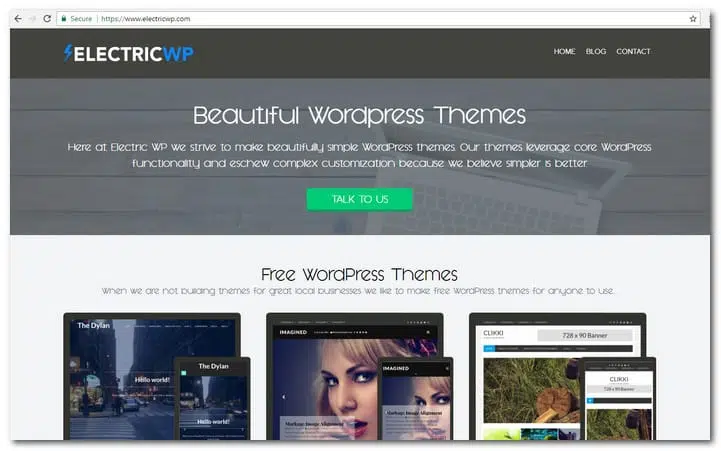 Secure https://www.electricwp.com
ELECTRICWP
HOME BLOG CONTACT
Beautiful Wordpress Themes
Here at Electric WP we strive to make beautifully simple WordPress themes. Our themes leverage core WordPress
functionality and eschew complex customization because we believe simpler is better
TALK TO US
Free WordPress Themes
When we are not building themes for great local businesses we like to make free WordPress themes for anyone to use.
The Dylan
Hello world!
The Dylan
Hello world!
IMAGINED
Markup: Image Alignment
IMAGINED
Markup: Image Alignment
CLIKKI
728 x 90 Banner
CLIKKI
728 x 90 Banner